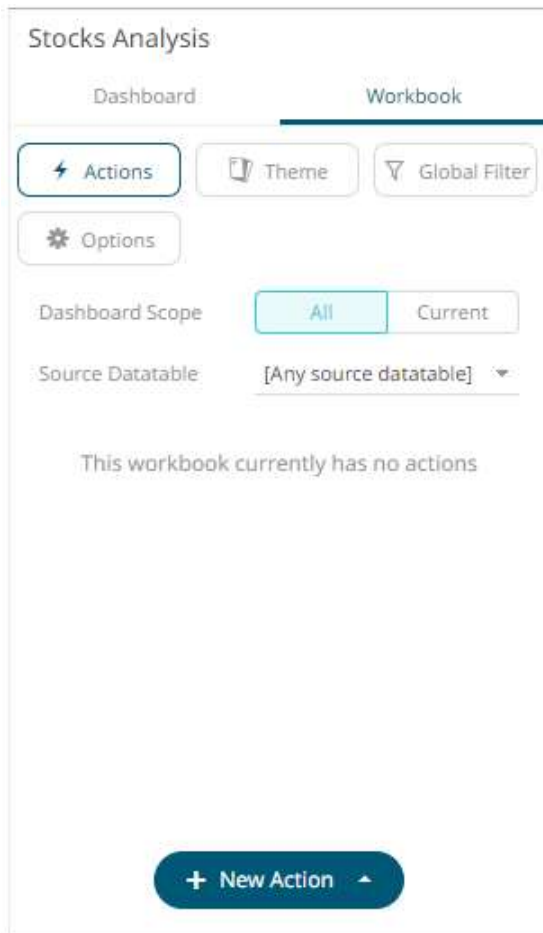 Stocks Analysis
Dashboard Workbook
Actions Theme Global Filter
Options
Dashboard Scope All Current
Source Datatable [Any source datatable]
This workbook currently has no actions
+ New Action